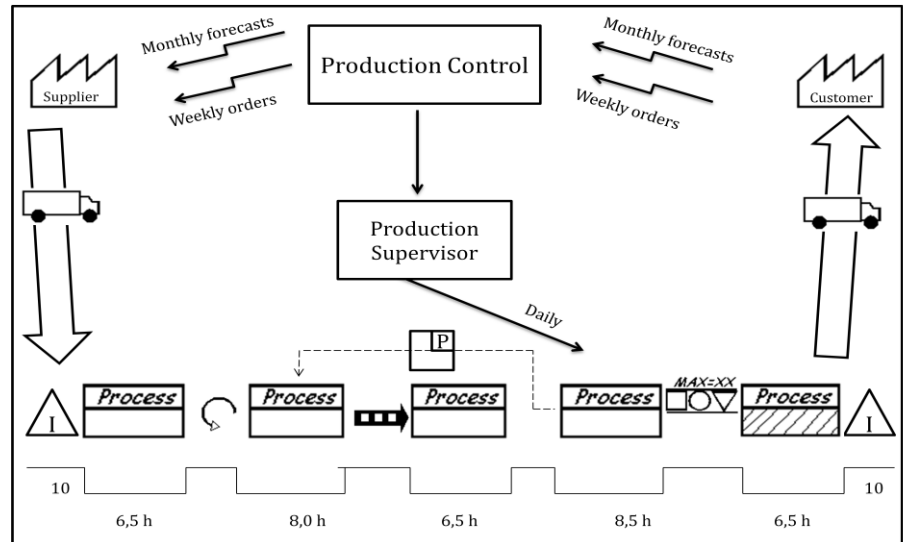 Monthly forecasts
Weekly orders
Supplier
Production Control
Monthly forecasts
Weekly orders
Customer
Production
Supervisor
Daily
P
I
Process
Process
Process
Process
MAX=XX
Process
I
10
6,5 h
8,0 h
6,5 h
8,5 h
6,5 h
10